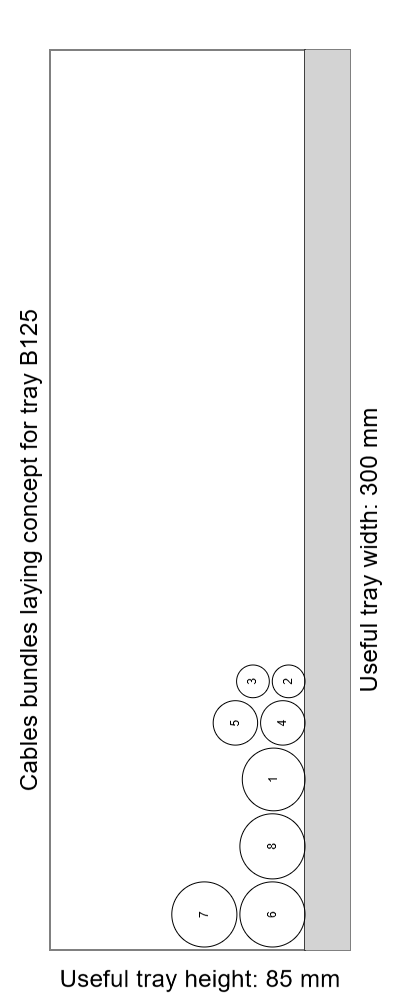 Cables bundles laying concept for tray B125
Useful tray width: 300 mm
3
2
5
4
1
8
7
6
Useful tray height: 85 mm